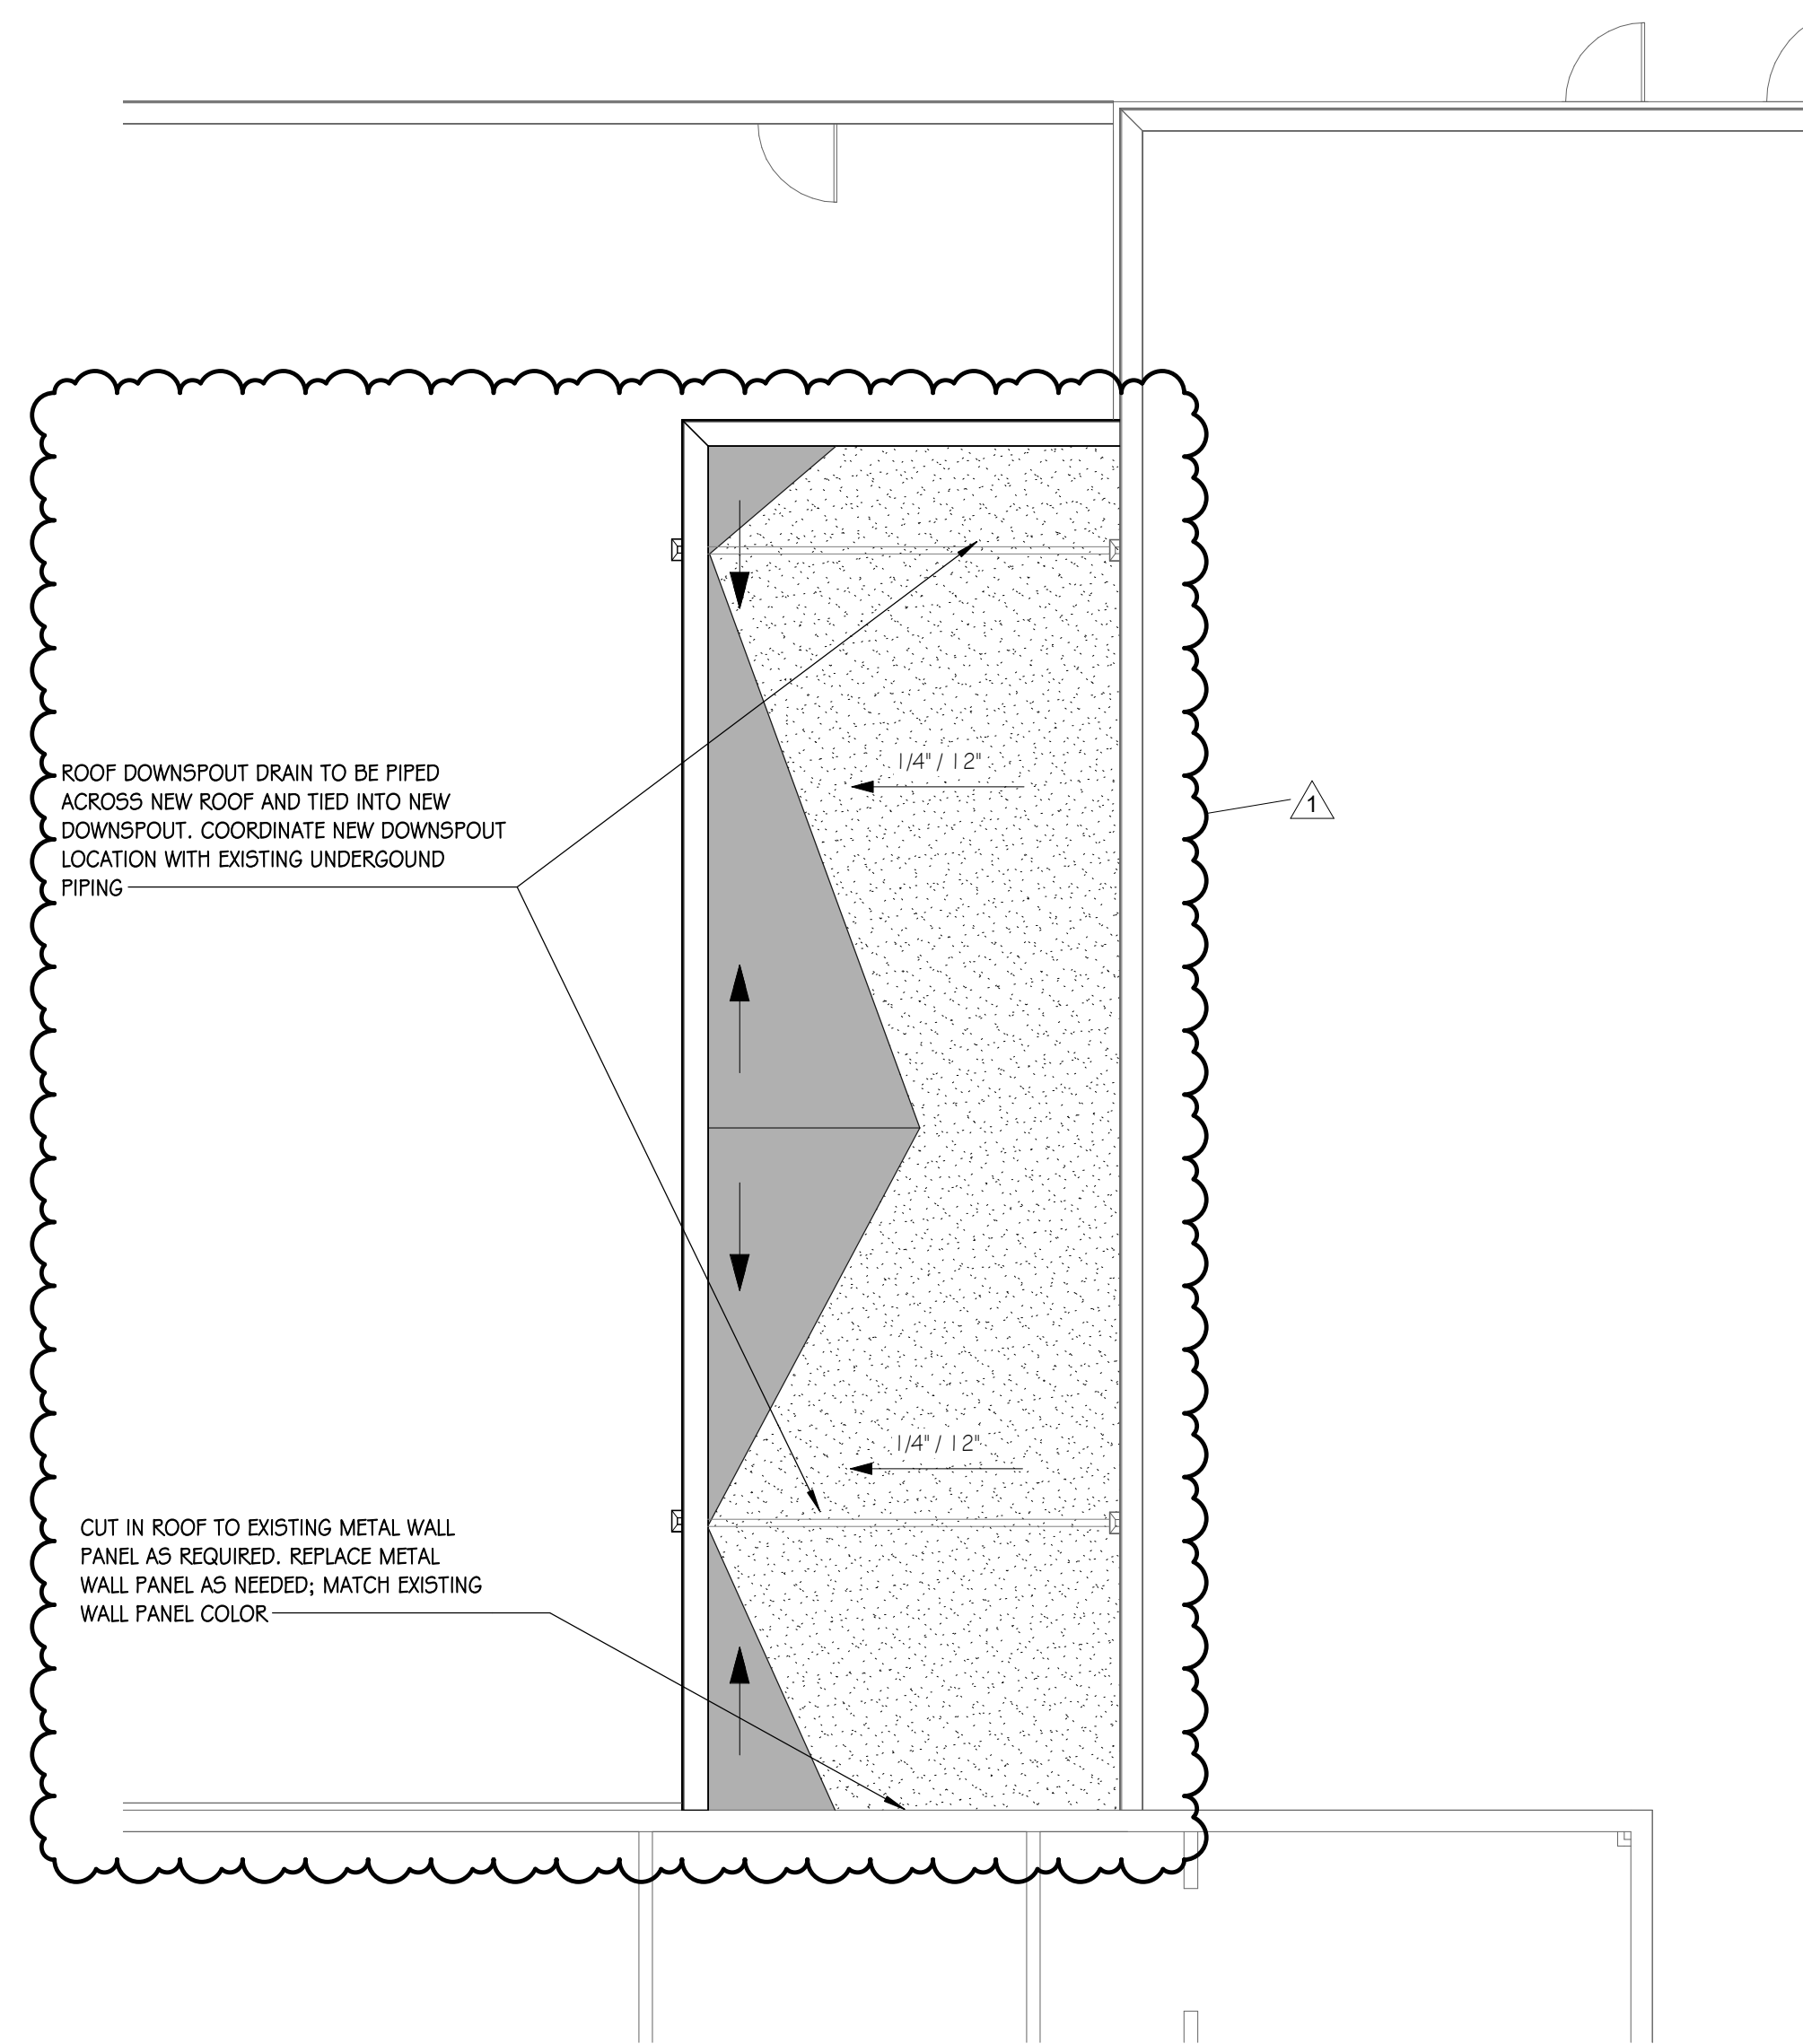 ROOF DOWNSPOUT DRAIN TO BE PIPED
ACROSS NEW ROOF AND TIED INTO NEW
DOWNSPOUT. COORDINATE NEW DOWNSPOUT
LOCATION WITH EXISTING UNDERGOUND
PIPING
1/4" / 12"
1
1/4" / 12"
CUT IN ROOF TO EXISTING METAL WALL
PANEL AS REQUIRED. REPLACE METAL
WALL PANEL AS NEEDED; MATCH EXISTING
WALL PANEL COLOR